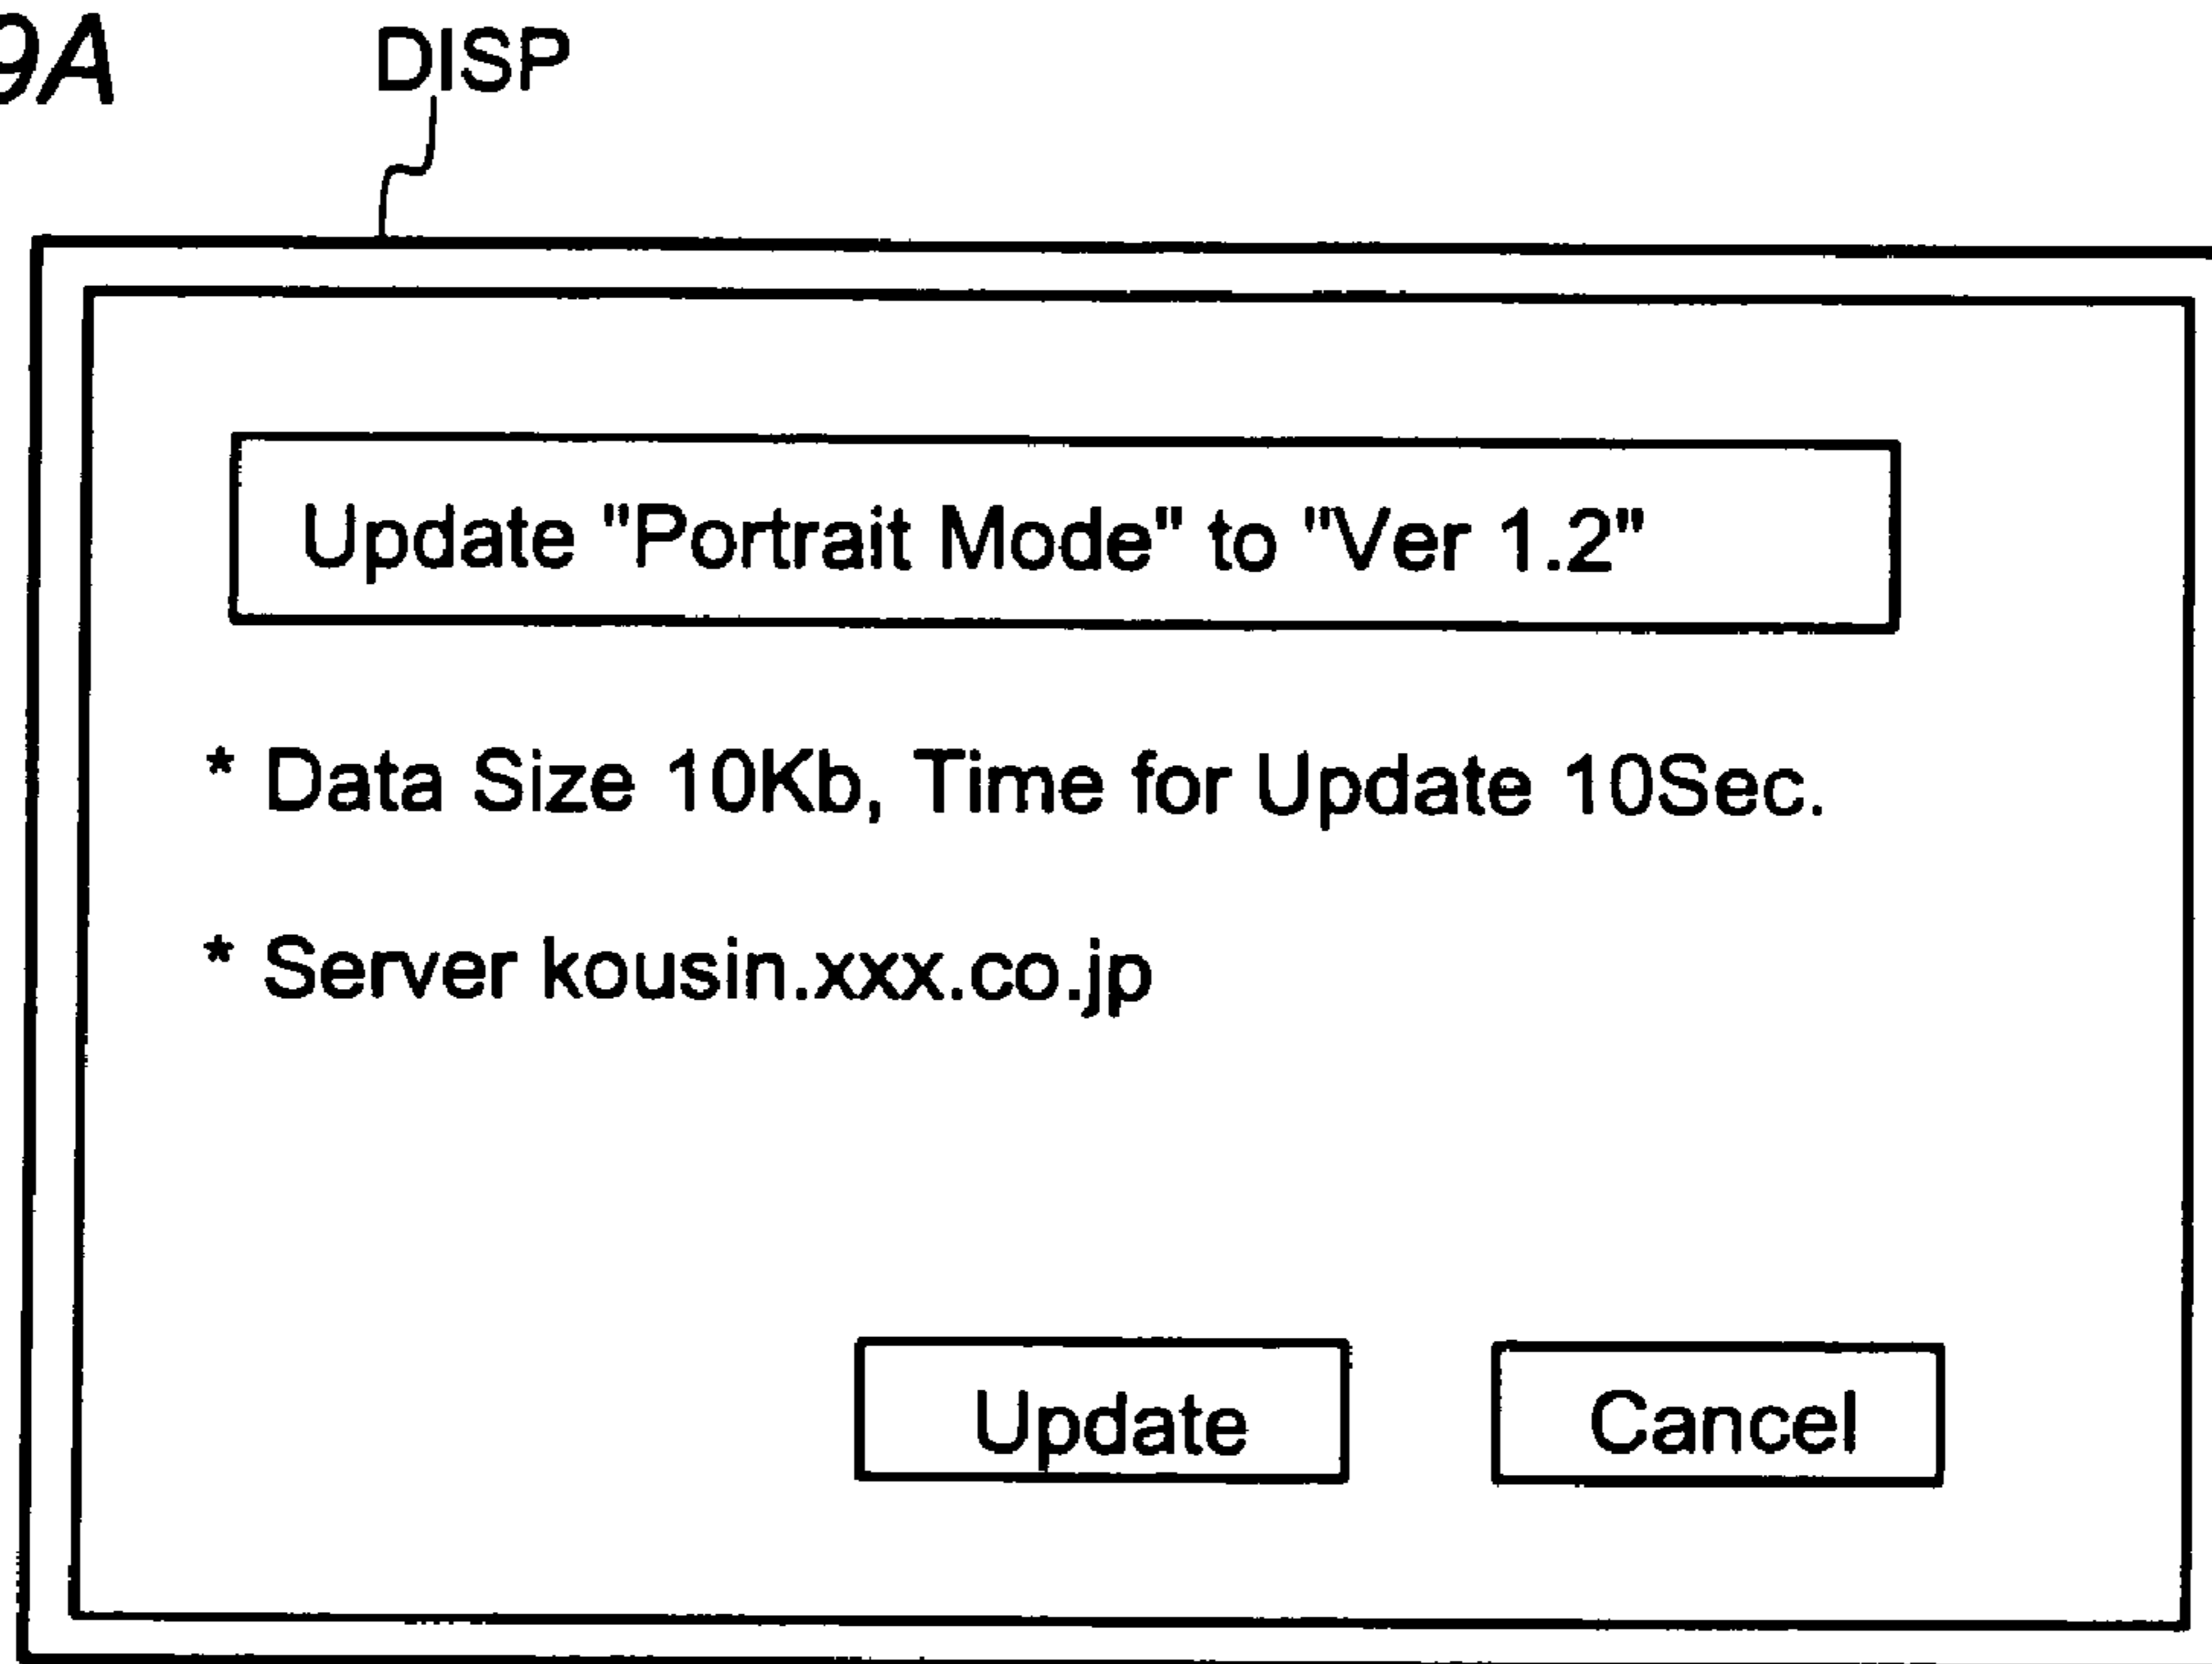 9A
DISP
Update "Portrait Mode" to "Ver 1.2"
* Data Size 10Kb, Time for Update 10Sec.
* Server kousin.xxx.co.jp
Update
Cancel